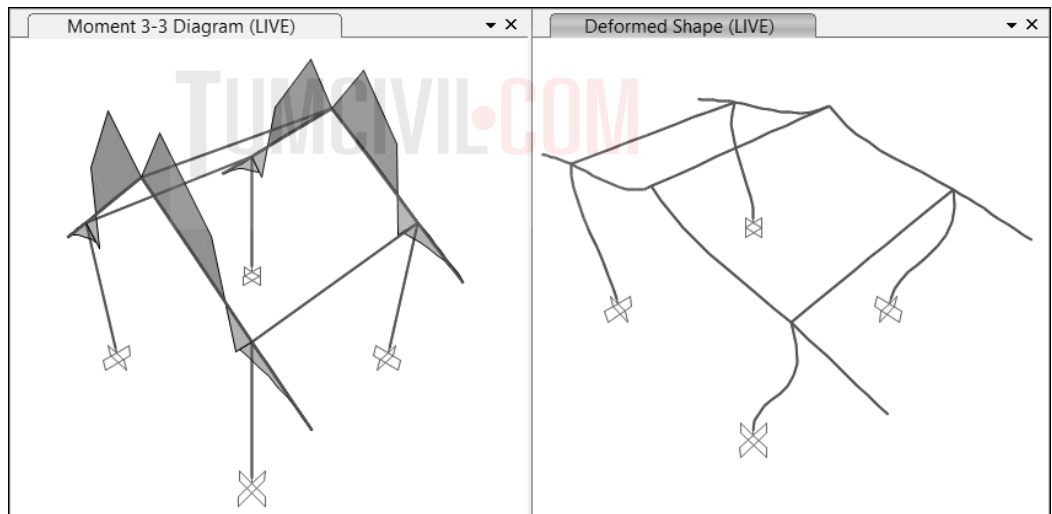 Moment 3-3 Diagram (LIVE)
Deformed Shape (LIVE)
TUMCIVIL•COM